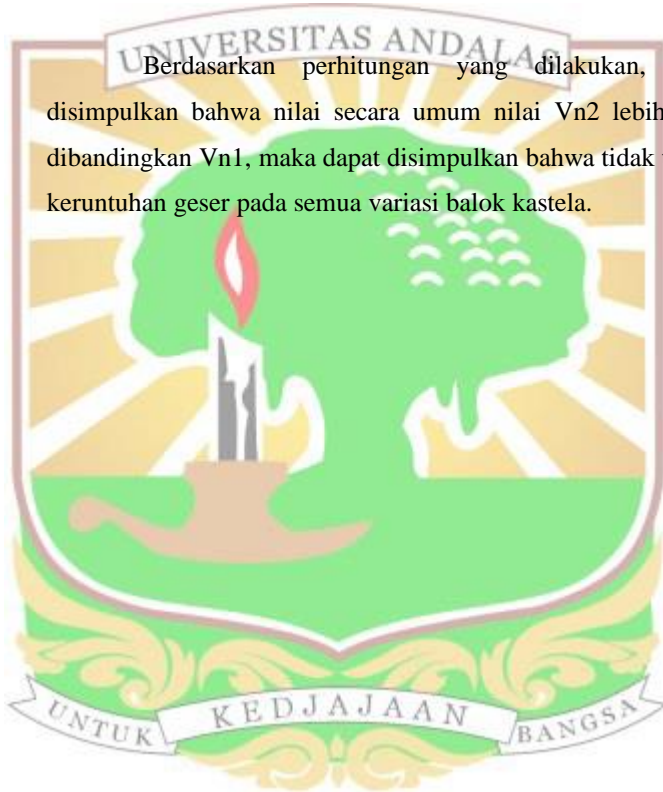 UNIVERSITAS ANDALAS
Berdasarkan perhitungan yang dilakukan,
disimpulkan bahwa nilai secara umum nilai Vn2 lebih
dibandingkan Vn1, maka dapat disimpulkan bahwa tidak
keruntuhan geser pada semua variasi balok kastela.
UNTUK KEDJAJAAN BANGSA